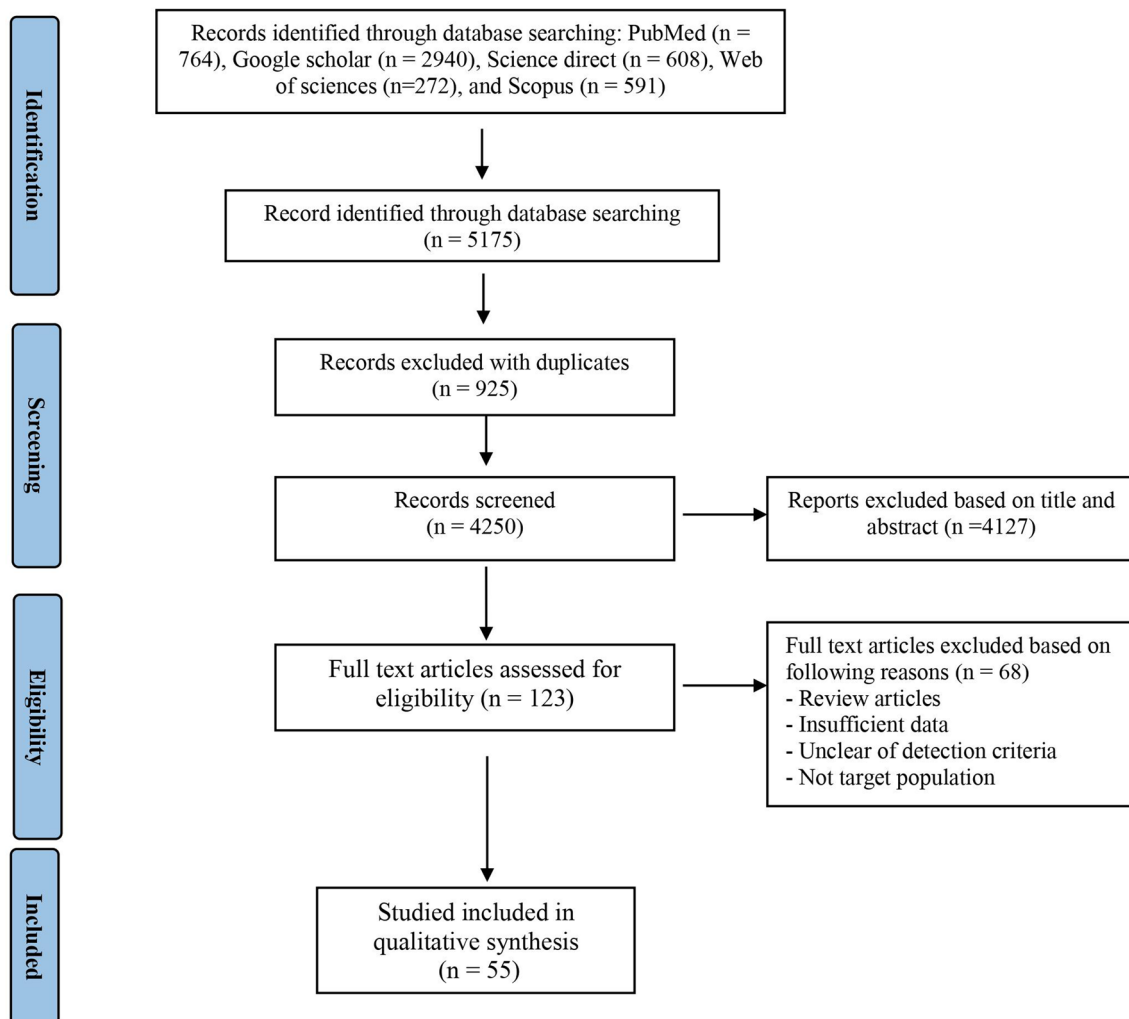 Identification
Records identified through database searching: PubMed (n =
764), Google scholar (n = 2940), Science direct (n = 608), Web
of sciences (n=272), and Scopus (n = 591)
Record identified through database searching
(n = 5175)
Screening
Records excluded with duplicates
(n = 925)
Records screened
(n = 4250)
Reports excluded based on title and
abstract (n =4127)
Eligibility
Full text articles assessed for
eligibility (n = 123)
Full text articles excluded based on
following reasons (n = 68)
- Review articles
- Insufficient data
- Unclear of detection criteria
- Not target population
Included
Studied included in
qualitative synthesis
(n = 55)